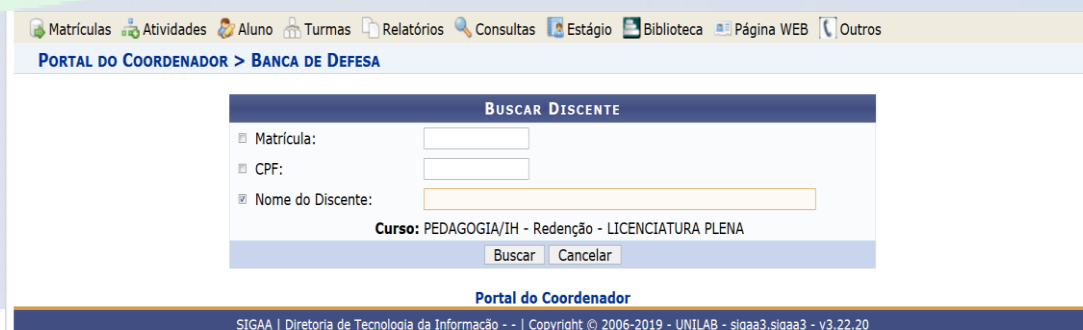 Matrículas Atividades Aluno Turmas Relatórios Consultas Estágio Biblioteca Página WEB Outros
PORTAL DO COORDENADOR > BANCA DE DEFESA
BUSCAR DISCENTE
Matrícula:
CPF:
Nome do Discente:
Curso: PEDAGOGIA/IH - Redenção - LICENCIATURA PLENA
Buscar Cancelar
Portal do Coordenador
SIGAA | Diretoria de Tecnologia da Informação - - | Copyright © 2006-2019 - UNILAB - sigaa3.sigaa3 - v3.22.20